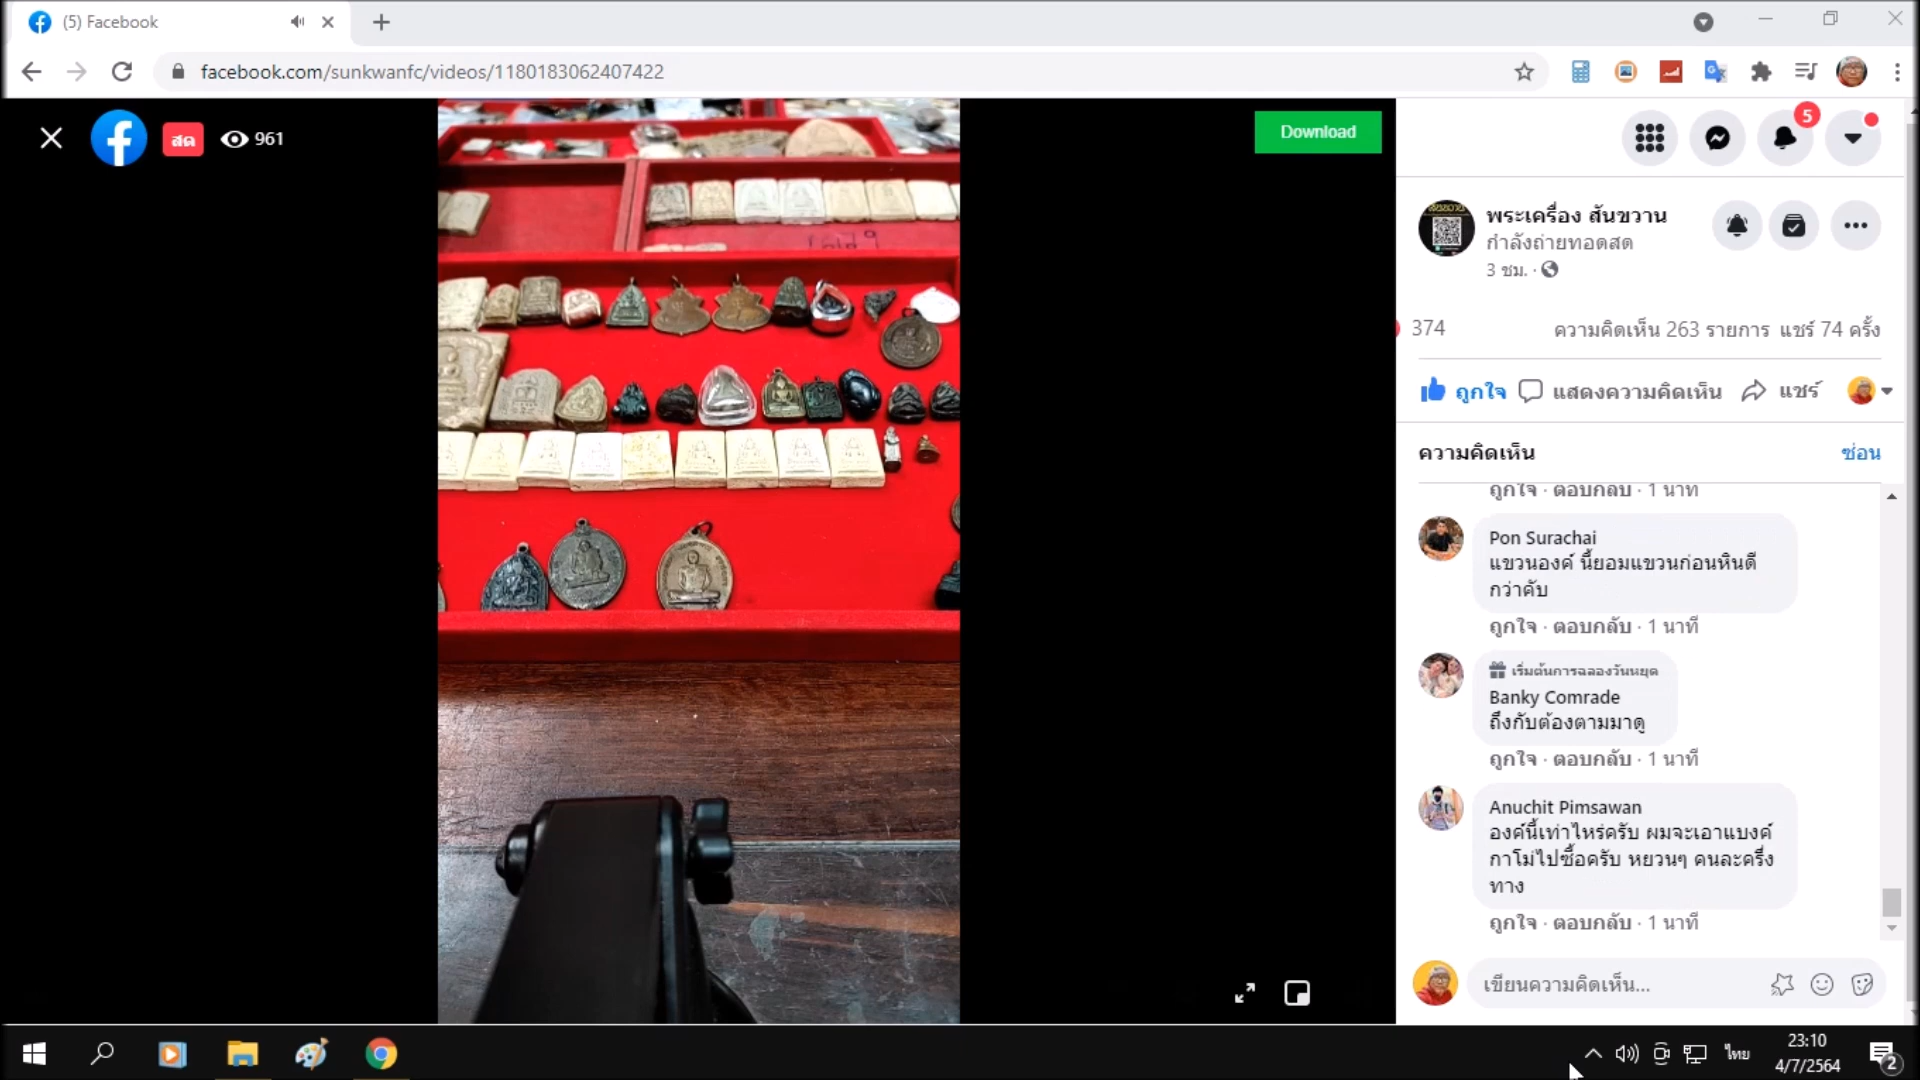 (5) Facebook
facebook.com/sunkwanfc/videos/1180183062407422
สด
961
Download
5
พระเครื่อง สันขวาน
กำลังถ่ายทอดสด
3 ชม. ·
374
ความคิดเห็น 263 รายการ แชร์ 74 ครั้ง
ถูกใจ
แสดงความคิดเห็น
แชร์
ความคิดเห็น
ซ่อน
ถูกใจ · ตอบกลับ · 1 นาที
Pon Surachai
แขวนองค์ นี้ยอมแขวนก่อนหินดี
กว่าคับ
ถูกใจ · ตอบกลับ · 1 นาที
เริ่มต้นการฉลองวันหยุด
Banky Comrade
ถึงกับต้องตามมาดู
ถูกใจ · ตอบกลับ · 1 นาที
Anuchit Pimsawan
องค์นี้เท่าไหร่ครับ ผมจะเอาแบงค์
กาโม่ไปซื้อครับ หยวนๆ คนละครึ่ง
ทาง
ถูกใจ · ตอบกลับ · 1 นาที
เขียนความคิดเห็น...
ไทย
23:10
4/7/2564
2